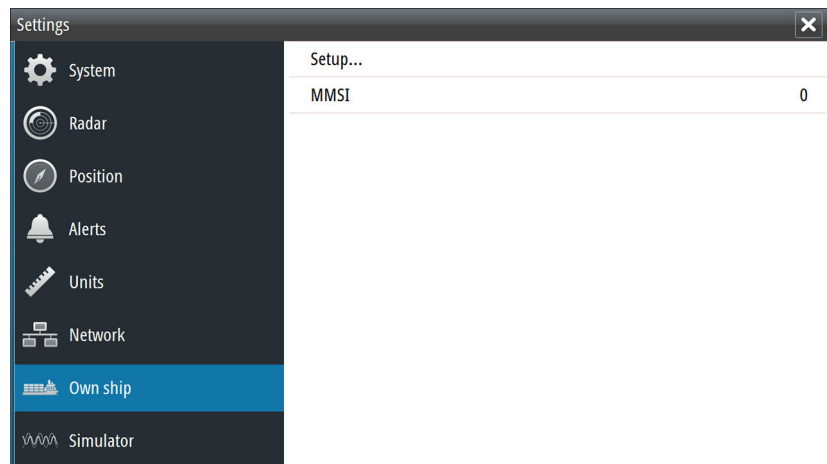 Settings
System
Radar
Position
Alerts
Units
Network
Own ship
Simulator
Setup...
MMSI 0